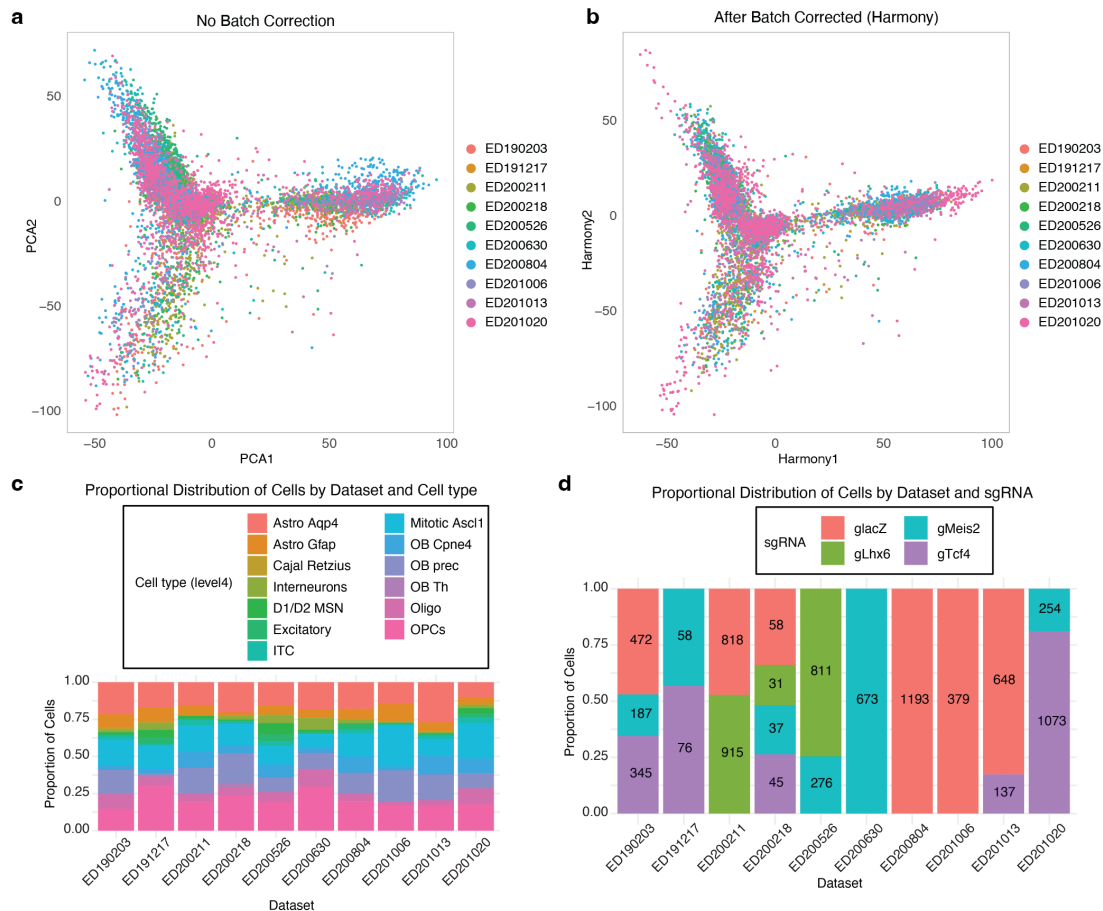 a
No Batch Correction
PCA2
50
0
−50
−100
−50
0
50
100
PCA1
ED190203
ED191217
ED200211
ED200218
ED200526
ED200630
ED200804
ED201006
ED201013
ED201020
b
After Batch Corrected (Harmony)
Harmony2
50
0
−50
−100
−50
0
50
100
Harmony1
ED190203
ED191217
ED200211
ED200218
ED200526
ED200630
ED200804
ED201006
ED201013
ED201020
c
Proportional Distribution of Cells by Dataset and Cell type
Cell type (level4)
Astro Aqp4
Astro Gfap
Cajal Retzius
Interneurons
D1/D2 MSN
Excitatory
ITC
Mitotic Ascl1
OB Cpne4
OB prec
OB Th
Oligo
OPCs
Proportion of Cells
1.00
0.75
0.50
0.25
0.00
ED190203
ED191217
ED200211
ED200218
ED200526
ED200630
ED200804
ED201006
ED201013
ED201020
Dataset
d
Proportional Distribution of Cells by Dataset and sgRNA
sgRNA
glacZ
gLhx6
gMeis2
gTcf4
Proportion of Cells
1.00
0.75
0.50
0.25
0.00
472
187
345
58
76
818
915
58
31
37
45
811
276
673
1193
379
648
137
254
1073
ED190203
ED191217
ED200211
ED200218
ED200526
ED200630
ED200804
ED201006
ED201013
ED201020
Dataset